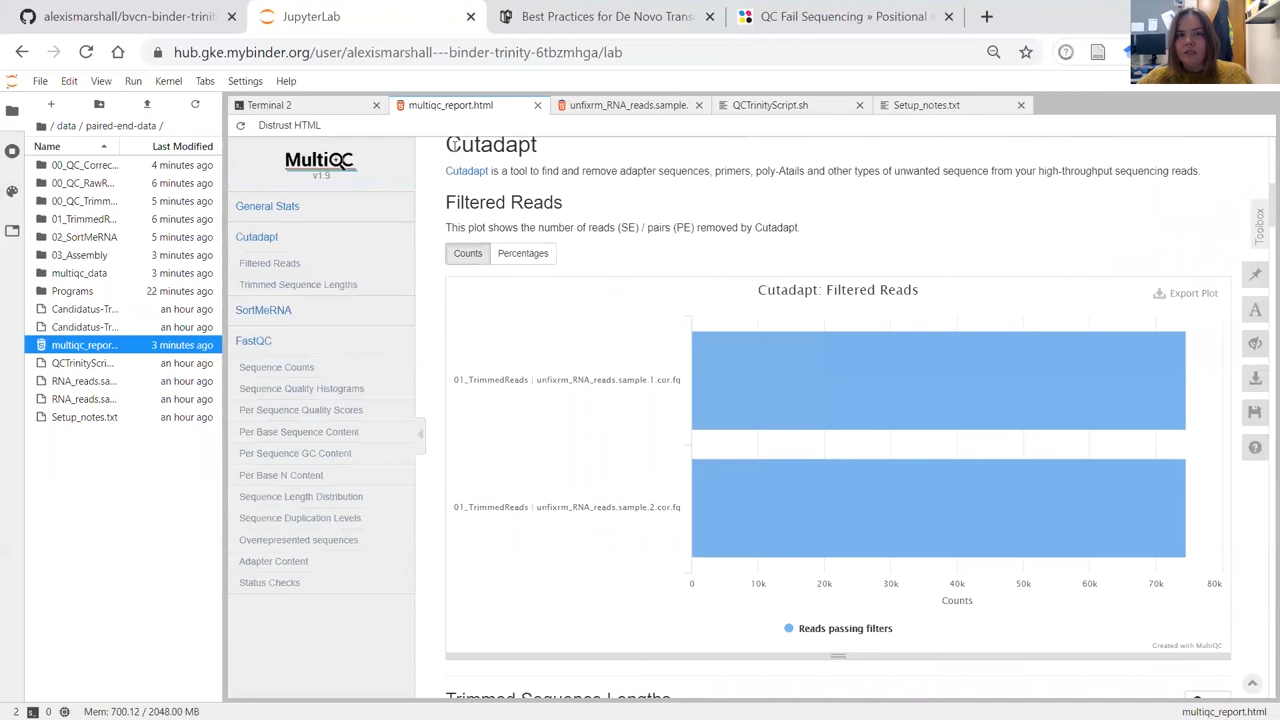 alexismarshall/bvcn-binder-trinit
JupyterLab
Best Practices for De Novo Trans
QC Fail Sequencing » Positional
hub.gke.mybinder.org/user/alexismarshall---binder-trinity-6tbzmhga/lab
File Edit View Run Kernel Tabs Settings Help
Terminal 2
multiqc_report.html
unfixrm_RNA_reads.sample.
QCTrinityScript.sh
Setup_notes.txt
/ data / paired-end-data /
Distrust HTML
Name Last Modified
00_QC_Correc... 4 minutes ago
00_QC_RawR... 6 minutes ago
00_QC_Trimm... 5 minutes ago
01_TrimmedR... 6 minutes ago
02_SortMeRNA 5 minutes ago
03_Assembly 3 minutes ago
multiqc_data 3 minutes ago
Programs 22 minutes ago
Candidatus-Tr... an hour ago
Candidatus-Tr... an hour ago
multiqc_repor... 3 minutes ago
QCTrinityScri... an hour ago
RNA_reads.sa... an hour ago
RNA_reads.sa... an hour ago
Setup_notes.txt an hour ago
MultiQC
v1.9
General Stats
Cutadapt
Filtered Reads
Trimmed Sequence Lengths
SortMeRNA
FastQC
Sequence Counts
Sequence Quality Histograms
Per Sequence Quality Scores
Per Base Sequence Content
Per Sequence GC Content
Per Base N Content
Sequence Length Distribution
Sequence Duplication Levels
Overrepresented sequences
Adapter Content
Status Checks
Cutadapt
Cutadapt is a tool to find and remove adapter sequences, primers, poly-Atails and other types of unwanted sequence from your high-throughput sequencing reads.
Filtered Reads
This plot shows the number of reads (SE) / pairs (PE) removed by Cutadapt.
Counts Percentages
Cutadapt: Filtered Reads
Export Plot
01_TrimmedReads | unfixrm_RNA_reads.sample.1.cor.fq
01_TrimmedReads | unfixrm_RNA_reads.sample.2.cor.fq
0 10k 20k 30k 40k 50k 60k 70k 80k
Counts
Reads passing filters
Created with MultiQC
Trimmed Sequence Lengths
Toolbox
2 0 Mem: 700.12 / 2048.00 MB
multiqc_report.html